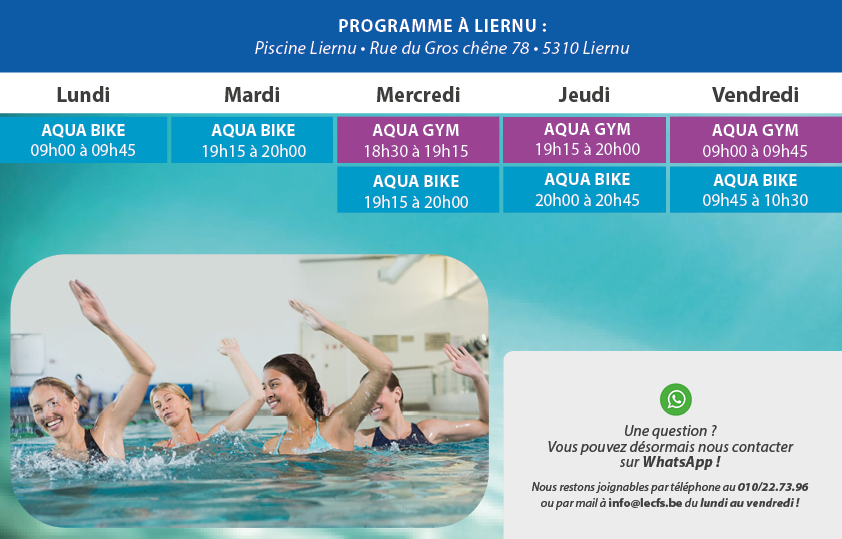 PROGRAMME À LIERNU :
Piscine Liernu • Rue du Gros chêne 78 • 5310 Liernu
Lundi Mardi Mercredi Jeudi Vendredi
AQUA BIKE AQUA BIKE AQUA GYM AQUA GYM AQUA GYM
09h00 à 09h45 19h15 à 20h00 18h30 à 19h15 19h15 à 20h00 09h00 à 09h45
AQUA BIKE AQUA BIKE AQUA BIKE
19h15 à 20h00 20h00 à 20h45 09h45 à 10h30
Une question ?
Vous pouvez désormais nous contacter
sur WhatsApp !
Nous restons joignables par téléphone au 010/22.73.96
ou par mail à info@lecfs.be du lundi au vendredi !